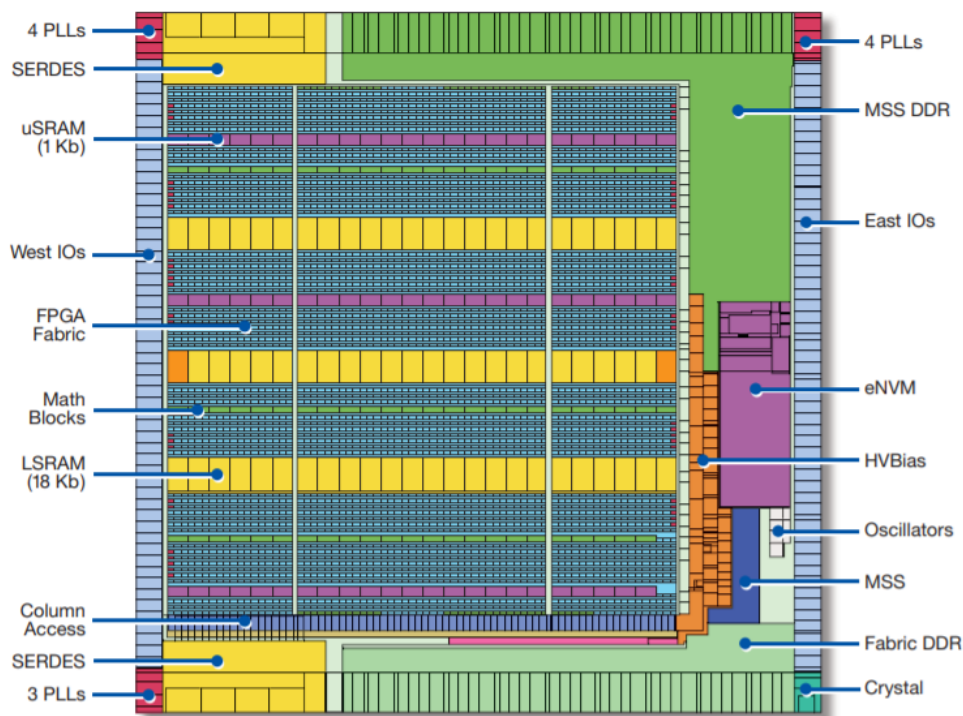 4 PLLs
SERDES
uSRAM
(1 Kb)
West IOs
FPGA
Fabric
Math
Blocks
LSRAM
(18 Kb)
Column
Access
SERDES
3 PLLs
4 PLLs
MSS DDR
East IOs
eNVM
HVBias
Oscillators
MSS
Fabric DDR
Crystal